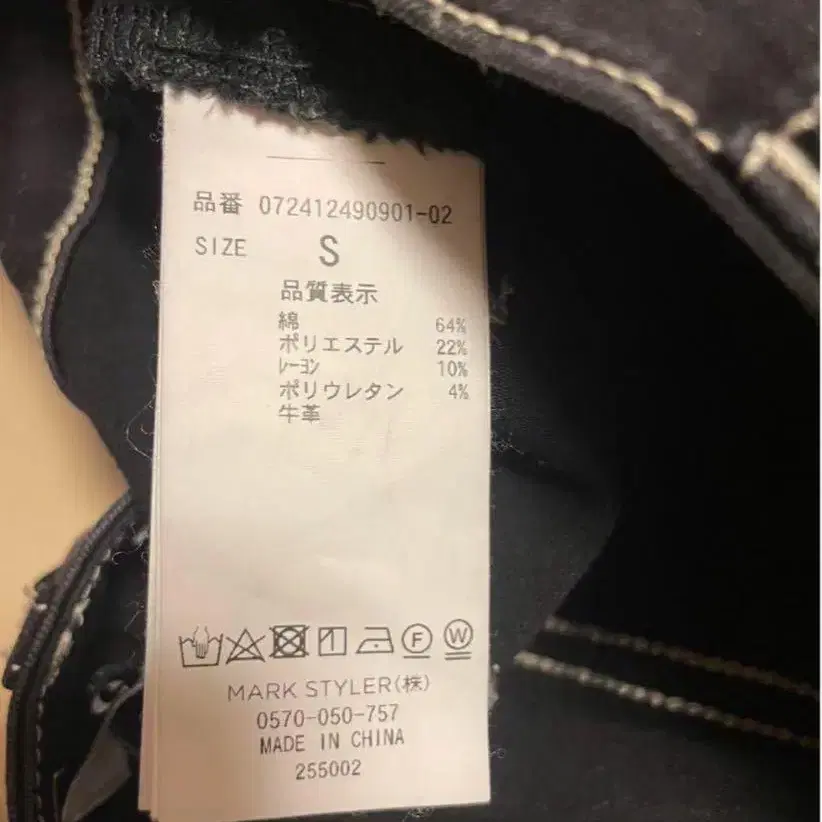 品番 072412490901-02
SIZE S
品質表示
綿 64%
ポリエステル 22%
ﾚｰﾖﾝ 10%
ポリウレタン 4%
牛革
F W
MARK STYLER(株)
0570-050-757
MADE IN CHINA
255002